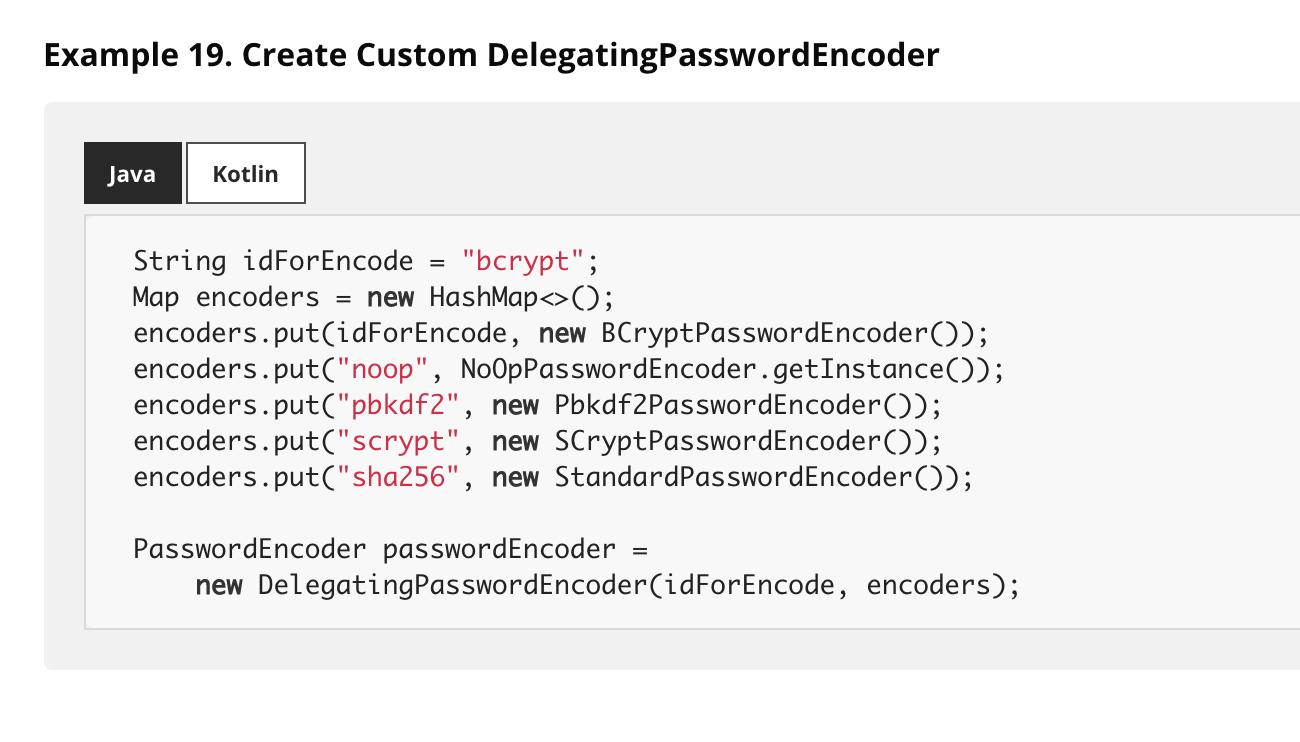 Example 19. Create Custom DelegatingPasswordEncoder
Java
Kotlin
String idForEncode = "bcrypt";
Map encoders = new HashMap<>();
encoders.put(idForEncode, new BCryptPasswordEncoder());
encoders.put("noop", NoOpPasswordEncoder.getInstance());
encoders.put("pbkdf2", new Pbkdf2PasswordEncoder());
encoders.put("scrypt", new SCryptPasswordEncoder());
encoders.put("sha256", new StandardPasswordEncoder());
PasswordEncoder passwordEncoder =
    new DelegatingPasswordEncoder(idForEncode, encoders);